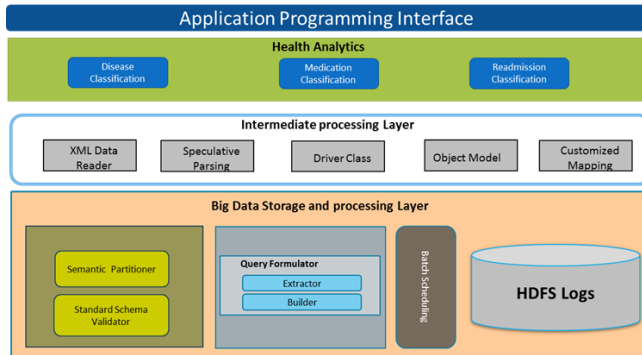 Application Programming Interface
Health Analytics
Disease
Classification
Medication
Classification
Readmission
Classification
Intermediate processing Layer
XML Data
Reader
Speculative
Parsing
Driver Class
Object Model
Customized
Mapping
Big Data Storage and processing Layer
Semantic Partitioner
Standard Schema
Validator
Query Formulator
Extractor
Builder
Batch Scheduling
HDFS Logs